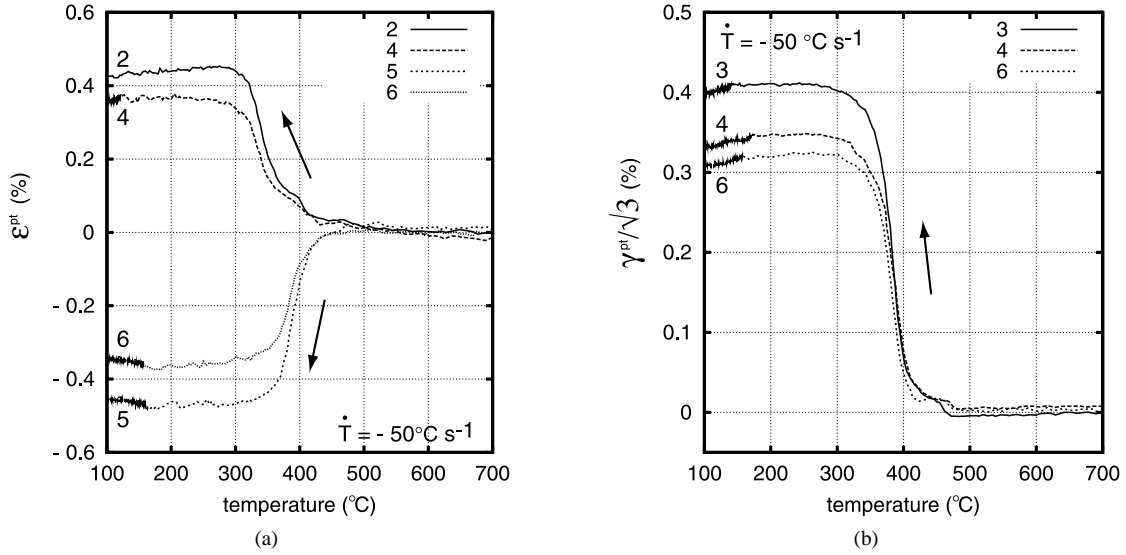 0.6
0.4
0.2
0
- 0.2
- 0.4
- 0.6
εᵖᵗ (%)
2
4
6
5
2
4
5
6
Ṫ = - 50°C s⁻¹
100 200 300 400 500 600 700
temperature (°C)
(a)
0.5
0.4
0.3
0.2
0.1
0
γᵖᵗ/√3 (%)
Ṫ = - 50 °C s⁻¹
3
4
6
3
4
6
100 200 300 400 500 600 700
temperature (°C)
(b)